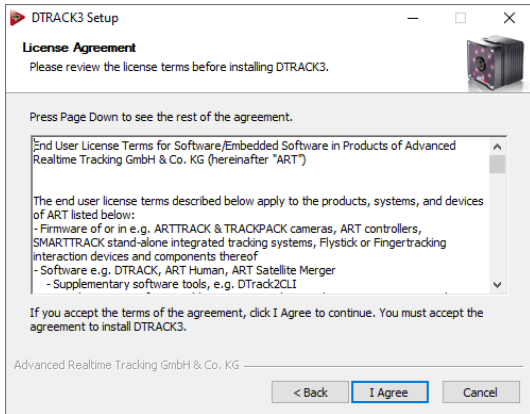 DTRACK3 Setup
License Agreement
Please review the license terms before installing DTRACK3.
Press Page Down to see the rest of the agreement.
End User License Terms for Software/Embedded Software in Products of Advanced
Realtime Tracking GmbH & Co. KG (hereinafter "ART")
The end user license terms described below apply to the products, systems, and devices
of ART listed below:
- Firmware of or in e.g. ARTTRACK & TRACKPACK cameras, ART controllers,
SMARTTRACK stand-alone integrated tracking systems, Flystick or Fingertracking
interaction devices and components thereof
- Software e.g. DTRACK, ART Human, ART Satellite Merger
- Supplementary software tools, e.g. DTrack2CLI
If you accept the terms of the agreement, click I Agree to continue. You must accept the
agreement to install DTRACK3.
Advanced Realtime Tracking GmbH & Co. KG
< Back I Agree Cancel